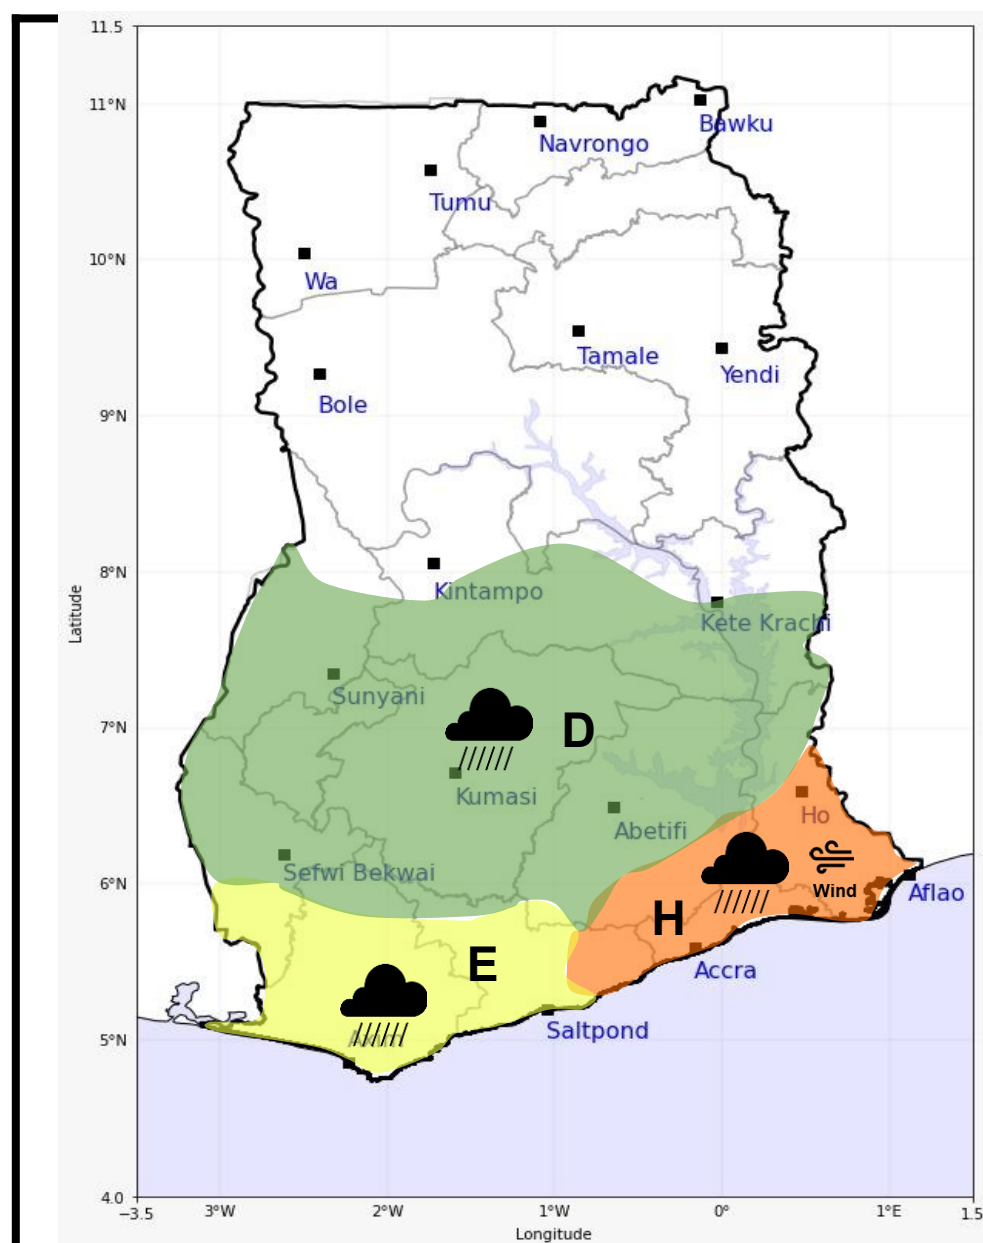 11.5
11°N
Bawku
Navrongo
Tumu
10°N
Wa
Tamale
Yendi
Bole
9°N
8°N
Kintampo
Kete Krachi
Latitude
Sunyani
7°N
D
Kumasi
Ho
Abetifi
Sefwi Bekwai
Wind
6°N
Aflao
H
E
Accra
Saltpond
5°N
4.0
-3.5
3°W
2°W
1°W
0°
1°E
1.5
Longitude